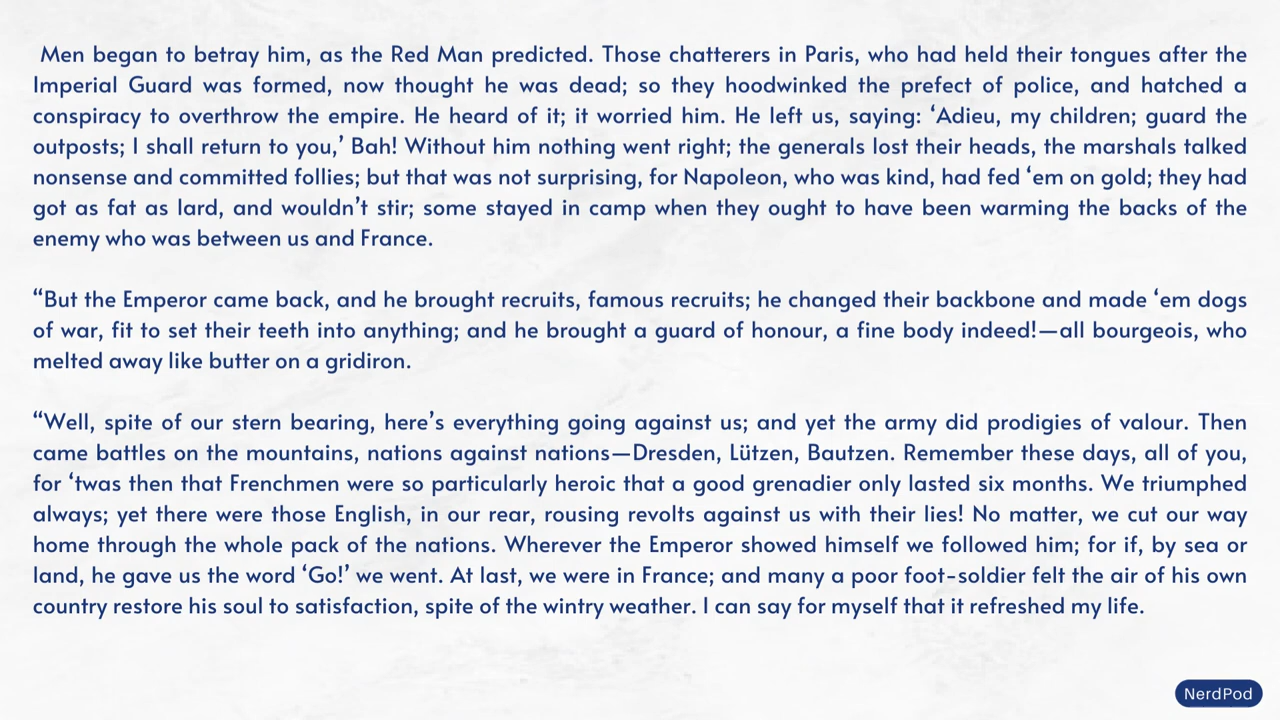 Men began to betray him, as the Red Man predicted. Those chatterers in Paris, who had held their tongues after the
Imperial Guard was formed, now thought he was dead; so they hoodwinked the prefect of police, and hatched a
conspiracy to overthrow the empire. He heard of it; it worried him. He left us, saying: ‘Adieu, my children; guard the
outposts; I shall return to you,’ Bah! Without him nothing went right; the generals lost their heads, the marshals talked
nonsense and committed follies; but that was not surprising, for Napoleon, who was kind, had fed ‘em on gold; they had
got as fat as lard, and wouldn’t stir; some stayed in camp when they ought to have been warming the backs of the
enemy who was between us and France.
“But the Emperor came back, and he brought recruits, famous recruits; he changed their backbone and made ‘em dogs
of war, fit to set their teeth into anything; and he brought a guard of honour, a fine body indeed!—all bourgeois, who
melted away like butter on a gridiron.
“Well, spite of our stern bearing, here’s everything going against us; and yet the army did prodigies of valour. Then
came battles on the mountains, nations against nations—Dresden, Lützen, Bautzen. Remember these days, all of you,
for ‘twas then that Frenchmen were so particularly heroic that a good grenadier only lasted six months. We triumphed
always; yet there were those English, in our rear, rousing revolts against us with their lies! No matter, we cut our way
home through the whole pack of the nations. Wherever the Emperor showed himself we followed him; for if, by sea or
land, he gave us the word ‘Go!’ we went. At last, we were in France; and many a poor foot-soldier felt the air of his own
country restore his soul to satisfaction, spite of the wintry weather. I can say for myself that it refreshed my life.
NerdPod